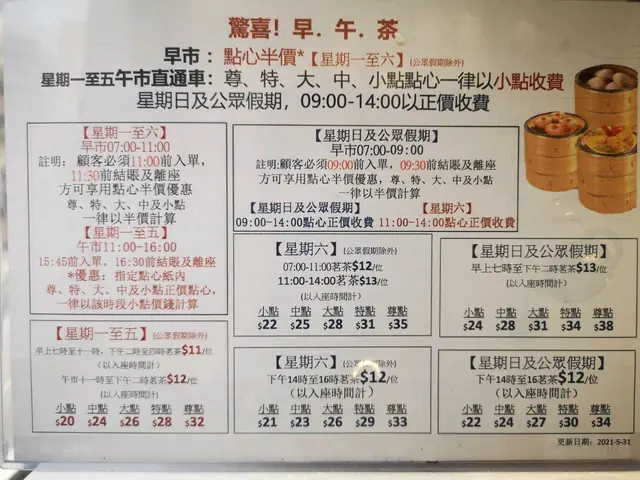 驚喜! 早. 午. 茶
早市： 點心半價*【星期一至六】(公眾假期除外)
星期一至五午市直通車：尊、特、大、中、小點點心一律以小點收費
星期日及公眾假期，09:00-14:00以正價收費
【星期一至六】
早市07:00-11:00
註明： 顧客必須11:00前入單，
11:30前結賬及離座
方可享用點心半價優惠
尊、特、大、中及小點
一律以半價計算
【星期一至五】
午市11:00-16:00
15:45前入單、16:30前結賬及離座
*優惠：指定點心紙內
尊、特、大、中及小點正價點心，
一律以該時段小點價錢計算
【星期日及公眾假期】
早市07:00-09:00
註明:顧客必須09:00前入單，09:30前結賬及離座
方可享用點心半價優惠，尊、特、大、中及小點
一律以半價計算
【星期日及公眾假期】 【星期六】
09:00-14:00點心正價收費 11:00-14:00點心正價收費
【星期六】(公眾假期除外)
07:00-11:00茗茶$12/位
11:00-14:00茗茶$13/位
(以入座時間計)
小點 中點 大點 特點 尊點
$22 $25 $28 $31 $35
【星期日及公眾假期】
早上七時至下午二時茗茶$13/位
(以入座時間計)
小點 中點 大點 特點 尊點
$24 $28 $31 $34 $38
【星期一至五】(公眾假期除外)
早上七時至十一時，下午二時至四時茗茶$11/位
(以入座時間計)
午市十一時至下午二時茗茶$12/位
(以入座時間計)
小點 中點 大點 特點 尊點
$20 $24 $26 $28 $32
【星期六】(公眾假期除外)
下午14時至16時茗茶$12/位
(以入座時間計)
小點 中點 大點 特點 尊點
$21 $23 $26 $29 $33
【星期日及公眾假期】
下午14時至16茗茶$12/位
(以入座時間計)
小點 中點 大點 特點 尊點
$22 $24 $27 $30 $34
更新日期：2021-5-31